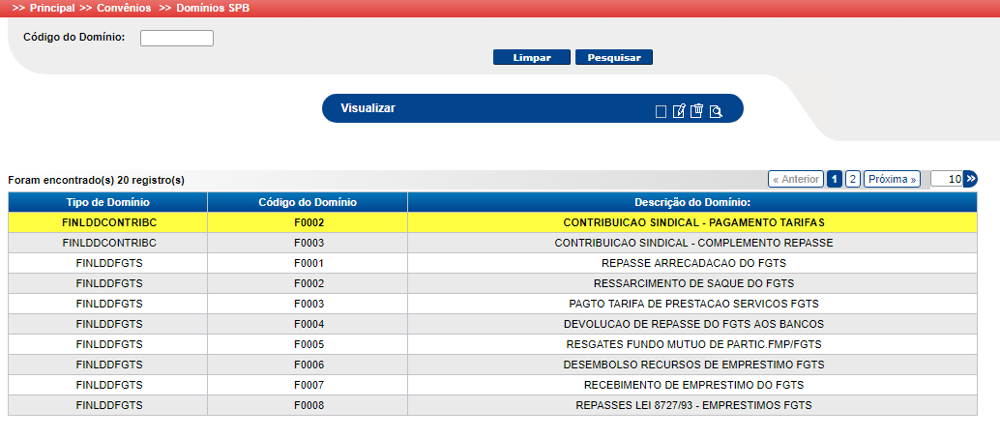 >> Principal >> Convênios >> Domínios SPB
Código do Domínio:
Limpar Pesquisar
Visualizar
Foram encontrado(s) 20 registro(s) « Anterior 1 2 Próxima » 10 »
Tipo de Domínio Código do Domínio Descrição do Domínio:
FINLDDCONTRIBC F0002 CONTRIBUICAO SINDICAL - PAGAMENTO TARIFAS
FINLDDCONTRIBC F0003 CONTRIBUICAO SINDICAL - COMPLEMENTO REPASSE
FINLDDFGTS F0001 REPASSE ARRECADACAO DO FGTS
FINLDDFGTS F0002 RESSARCIMENTO DE SAQUE DO FGTS
FINLDDFGTS F0003 PAGTO TARIFA DE PRESTACAO SERVICOS FGTS
FINLDDFGTS F0004 DEVOLUCAO DE REPASSE DO FGTS AOS BANCOS
FINLDDFGTS F0005 RESGATES FUNDO MUTUO DE PARTIC.FMP/FGTS
FINLDDFGTS F0006 DESEMBOLSO RECURSOS DE EMPRESTIMO FGTS
FINLDDFGTS F0007 RECEBIMENTO DE EMPRESTIMO DO FGTS
FINLDDFGTS F0008 REPASSES LEI 8727/93 - EMPRESTIMOS FGTS